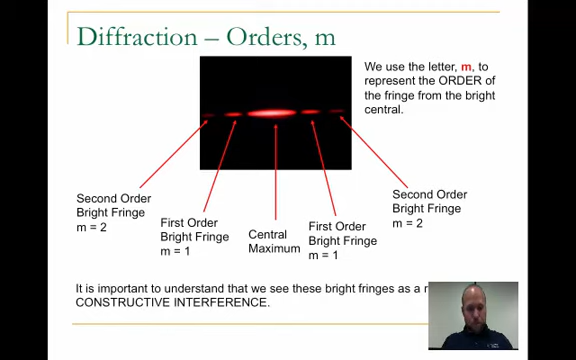 Diffraction – Orders, m
We use the letter, m, to
represent the ORDER of
the fringe from the bright
central.
Second Order
Bright Fringe
m = 2
First Order
Bright Fringe
m = 1
Central
Maximum
First Order
Bright Fringe
m = 1
Second Order
Bright Fringe
m = 2
It is important to understand that we see these bright fringes as a
CONSTRUCTIVE INTERFERENCE.